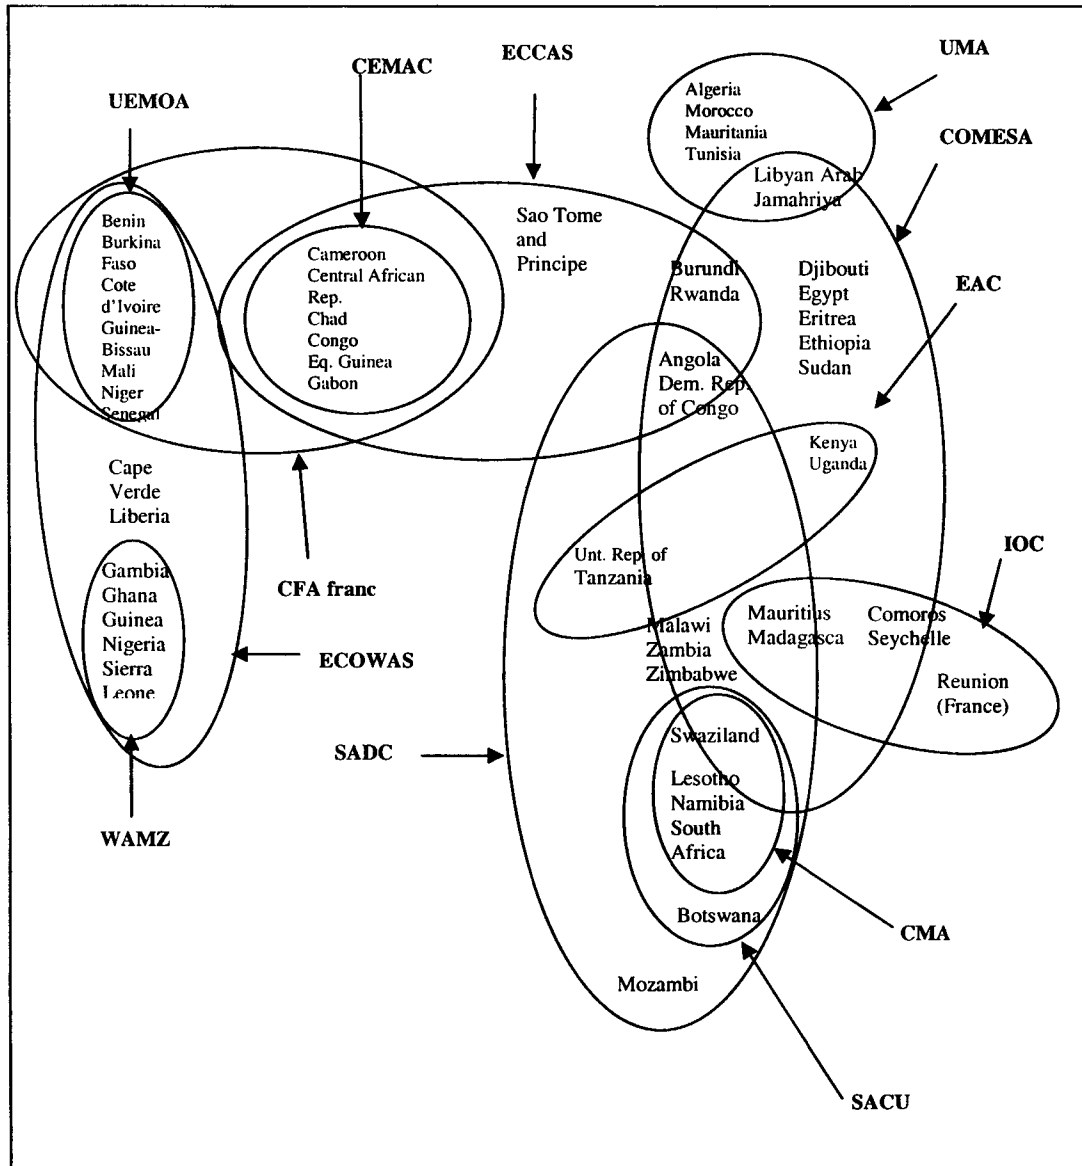 UMA
ECCAS
CEMAC
UEMOA
COMESA
EAC
Algeria
Morocco
Mauritania
Tunisia
Libyan Arab
Jamahriya
Benin
Burkina
Faso
Cote
d'Ivoire
Guinea-
Bissau
Mali
Niger
Senegal
Cameroon
Central African
Rep.
Chad
Congo
Eq. Guinea
Gabon
Sao Tome
and
Principe
Burundi
Rwanda
Djibouti
Egypt
Eritrea
Ethiopia
Sudan
Angola
Dem. Rep.
of Congo
Kenya
Uganda
Cape
Verde
Liberia
Unt. Rep. of
Tanzania
IOC
CFA franc
Gambia
Ghana
Guinea
Nigeria
Sierra
Leone
ECOWAS
Malawi
Zambia
Zimbabwe
Mauritius
Madagasca
Comoros
Seychelle
Reunion
(France)
SADC
Swaziland
Lesotho
Namibia
South
Africa
WAMZ
Botswana
CMA
Mozambi
SACU